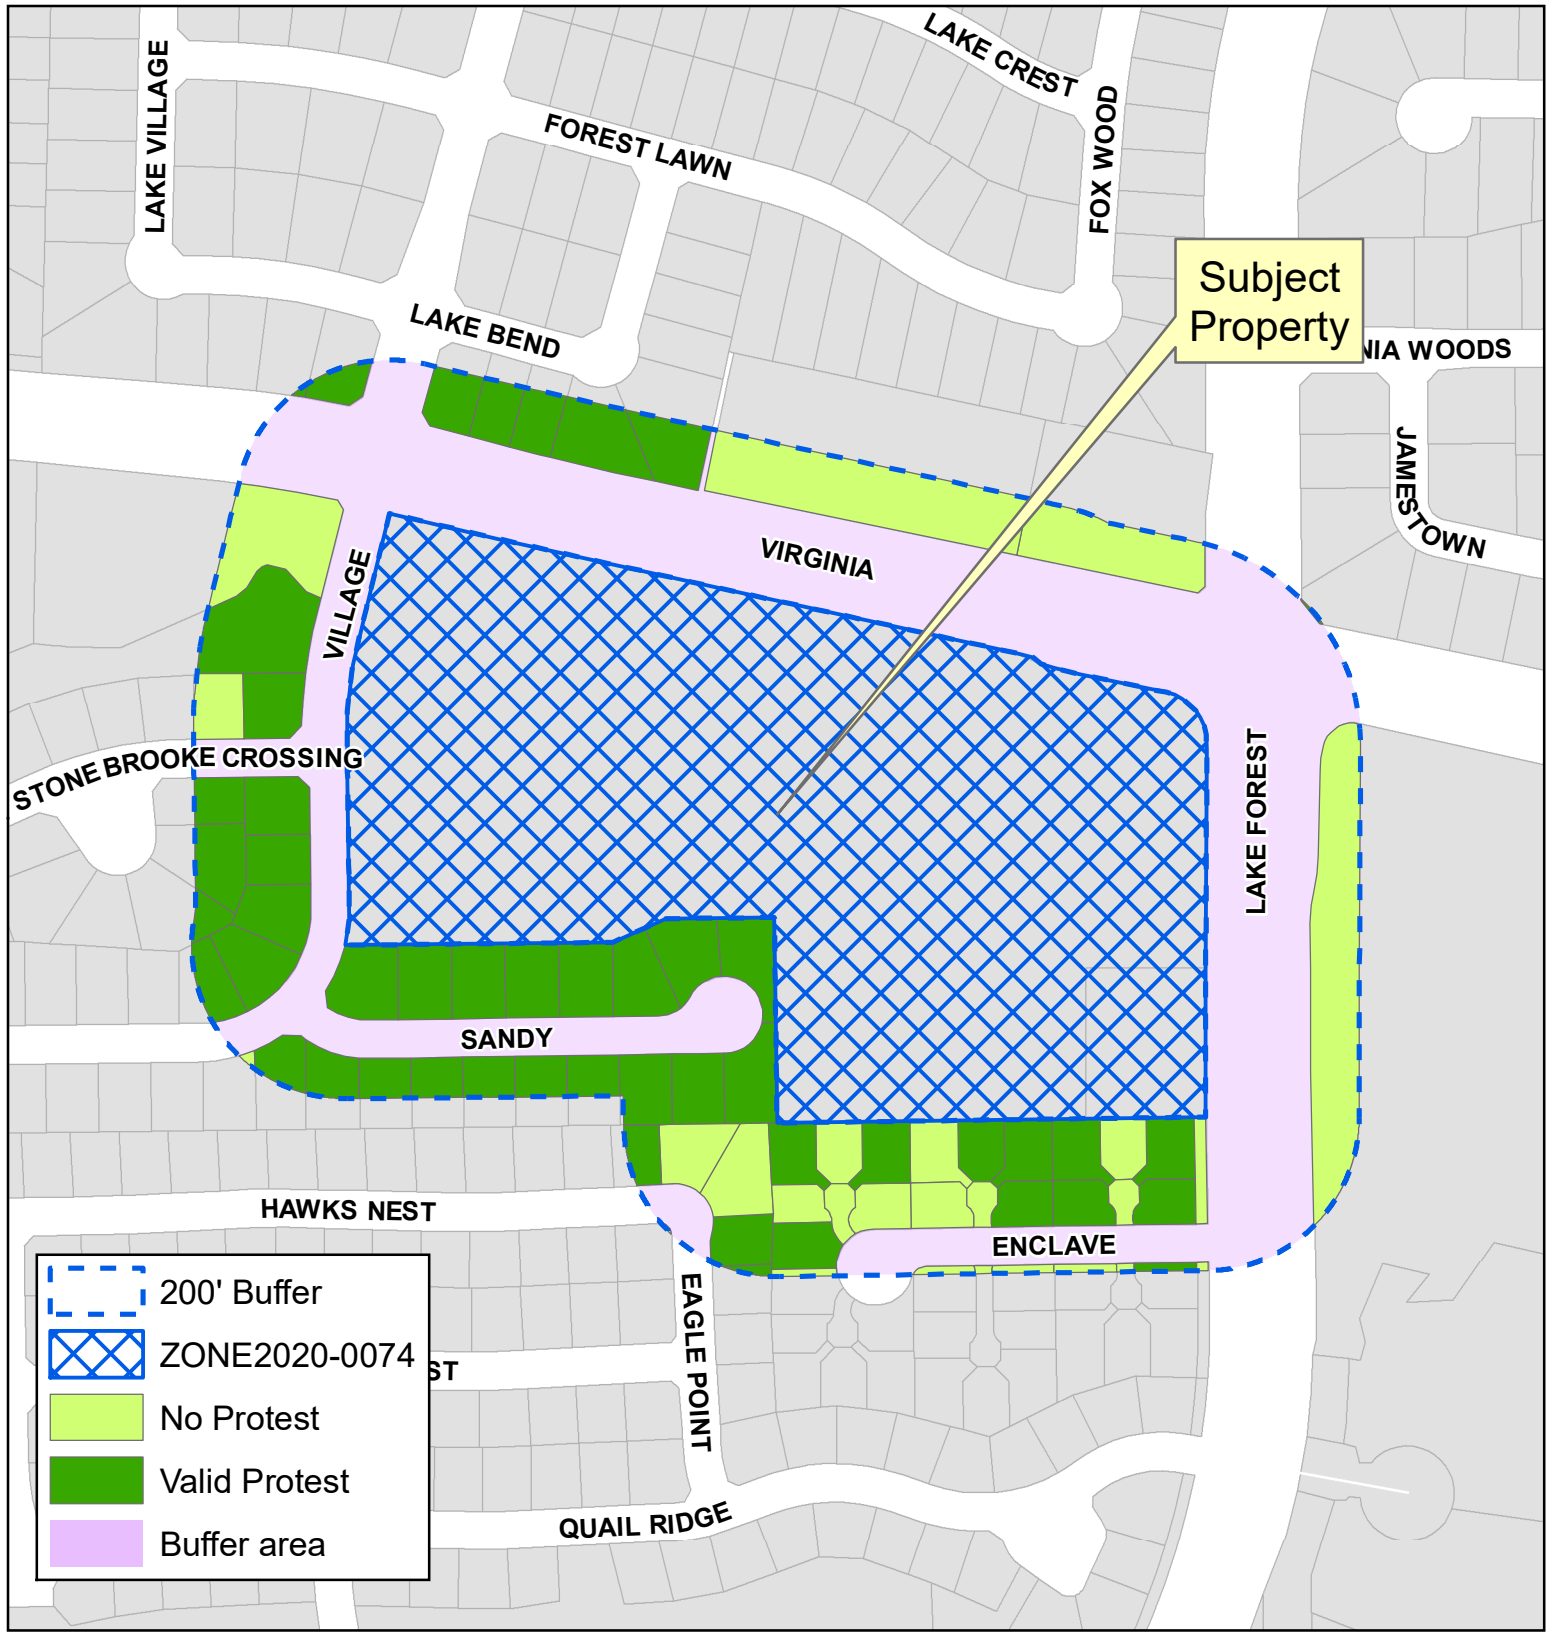 LAKE CREST
LAKE VILLAGE
FOREST LAWN
FOX WOOD
Subject
Property
LAKE BEND
NIA WOODS
JAMESTOWN
VIRGINIA
VILLAGE
STONE BROOKE CROSSING
LAKE FOREST
SANDY
HAWKS NEST
ENCLAVE
EAGLE POINT
200' Buffer
ZONE2020-0074
ST
No Protest
Valid Protest
QUAIL RIDGE
Buffer area